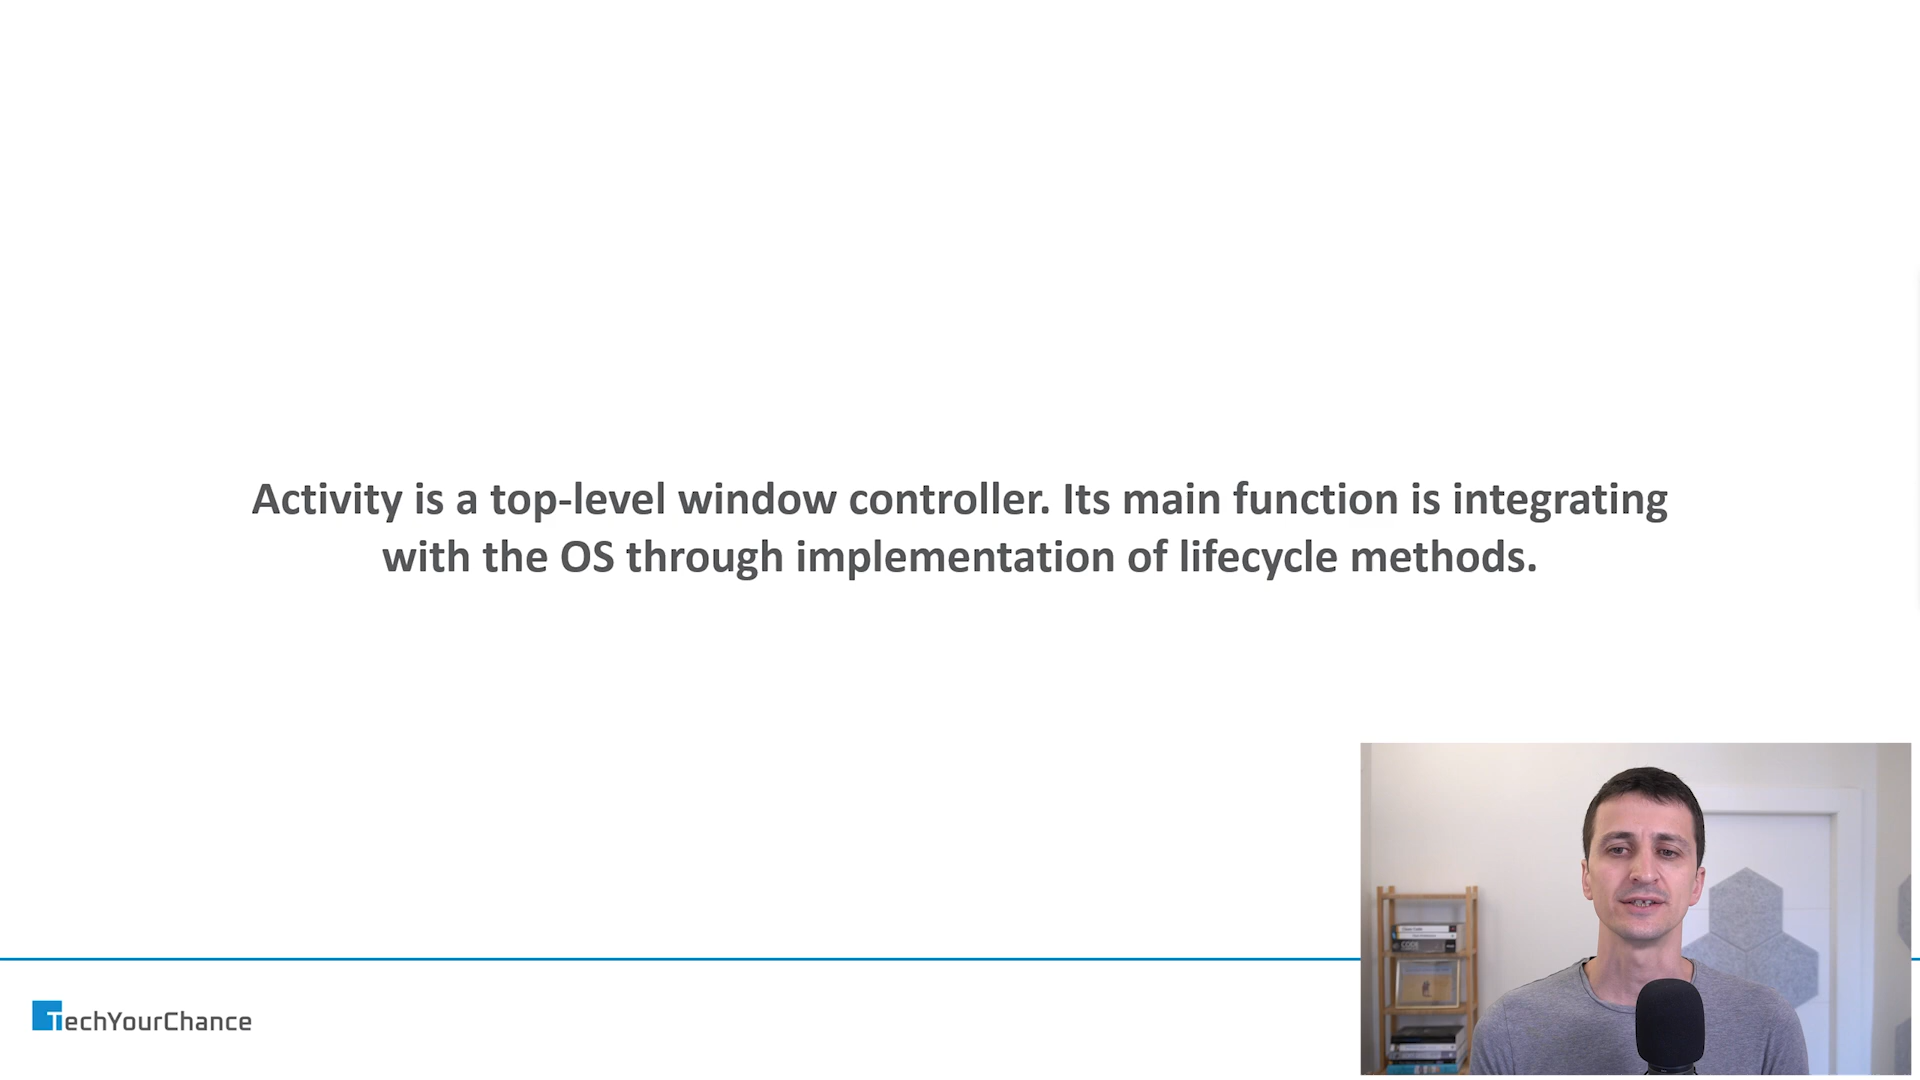 Activity is a top-level window controller. Its main function is integrating
with the OS through implementation of lifecycle methods.
TechYourChance